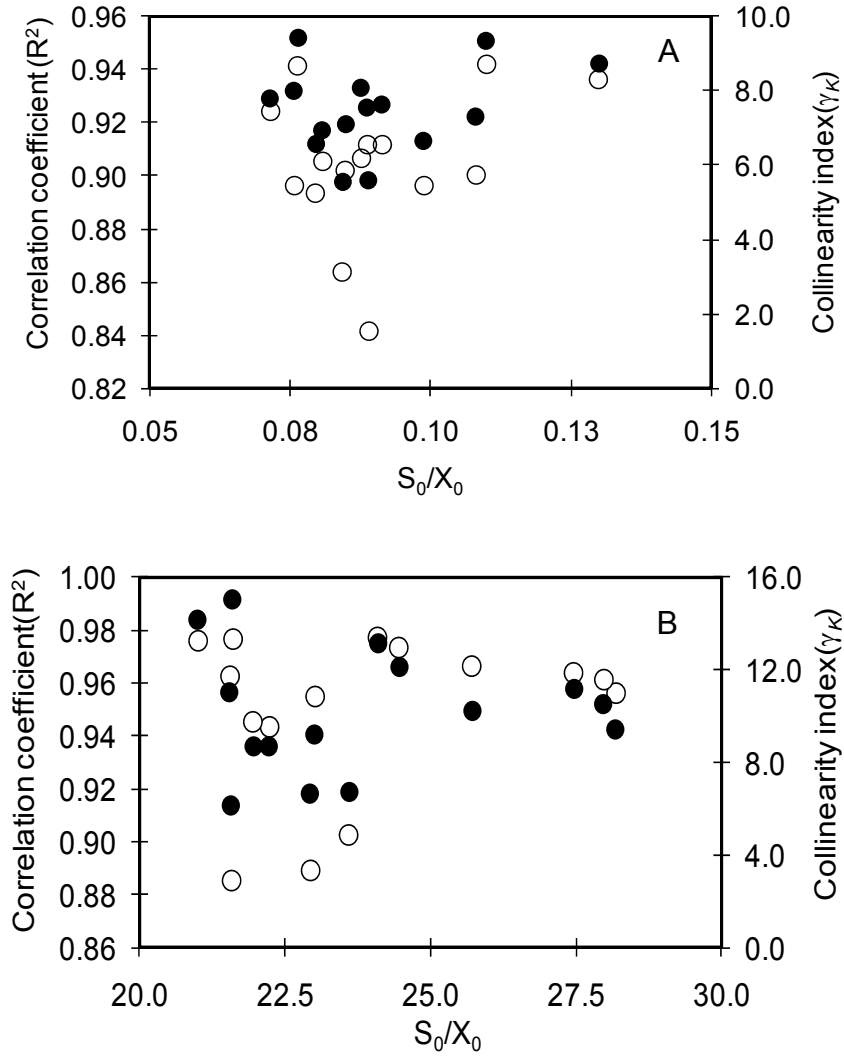 Correlation coefficient(R²)
0.96
0.94
0.92
0.90
0.88
0.86
0.84
0.82
A
10.0
8.0
6.0
4.0
2.0
0.0
Collinearity index(γK)
0.05 0.08 0.10 0.13 0.15
S0/X0
Correlation coefficient(R²)
1.00
0.98
0.96
0.94
0.92
0.90
0.88
0.86
B
16.0
12.0
8.0
4.0
0.0
Collinearity index(γK)
20.0 22.5 25.0 27.5 30.0
S0/X0